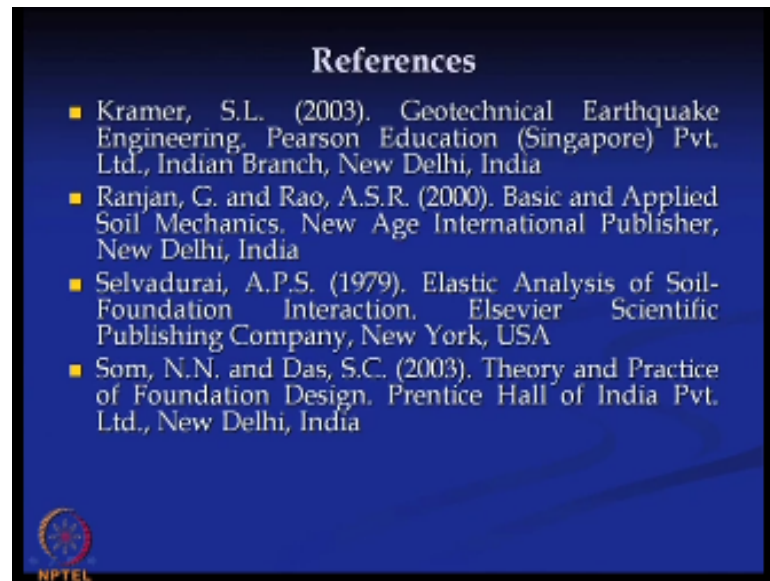 References
Kramer, S.L. (2003). Geotechnical Earthquake
Engineering. Pearson Education (Singapore) Pvt.
Ltd., Indian Branch, New Delhi, India
Ranjan, G. and Rao, A.S.R. (2000). Basic and Applied
Soil Mechanics. New Age International Publisher,
New Delhi, India
Selvadurai, A.P.S. (1979). Elastic Analysis of Soil-
Foundation Interaction. Elsevier Scientific
Publishing Company, New York, USA
Som, N.N. and Das, S.C. (2003). Theory and Practice
of Foundation Design. Prentice Hall of India Pvt.
Ltd., New Delhi, India
NPTEL